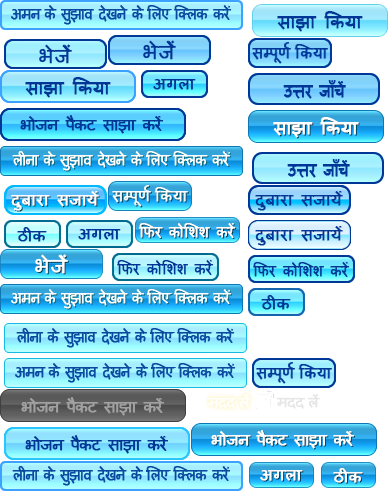 अमन के सुझाव देखने के लिए क्लिक करें
साझा किया
भेजें
भेजें
सम्पूर्ण किया
साझा किया
अगला
उत्तर जाँचें
भोजन पैकट साझा करें
साझा किया
लीना के सुझाव देखने के लिए क्लिक करें
उत्तर जाँचें
दुबारा सजायें
सम्पूर्ण किया
दुबारा सजायें
ठीक
अगला
फिर कोशिश करें
दुबारा सजायें
भेजें
फिर कोशिश करें
फिर कोशिश करें
अमन के सुझाव देखने के लिए क्लिक करें
ठीक
लीना के सुझाव देखने के लिए क्लिक करें
अमन के सुझाव देखने के लिए क्लिक करें
सम्पूर्ण किया
भोजन पैकट साझा करें
मदद लें
भोजन पैकट साझा करें
भोजन पैकट साझा करें
लीना के सुझाव देखने के लिए क्लिक करें
अगला
ठीक